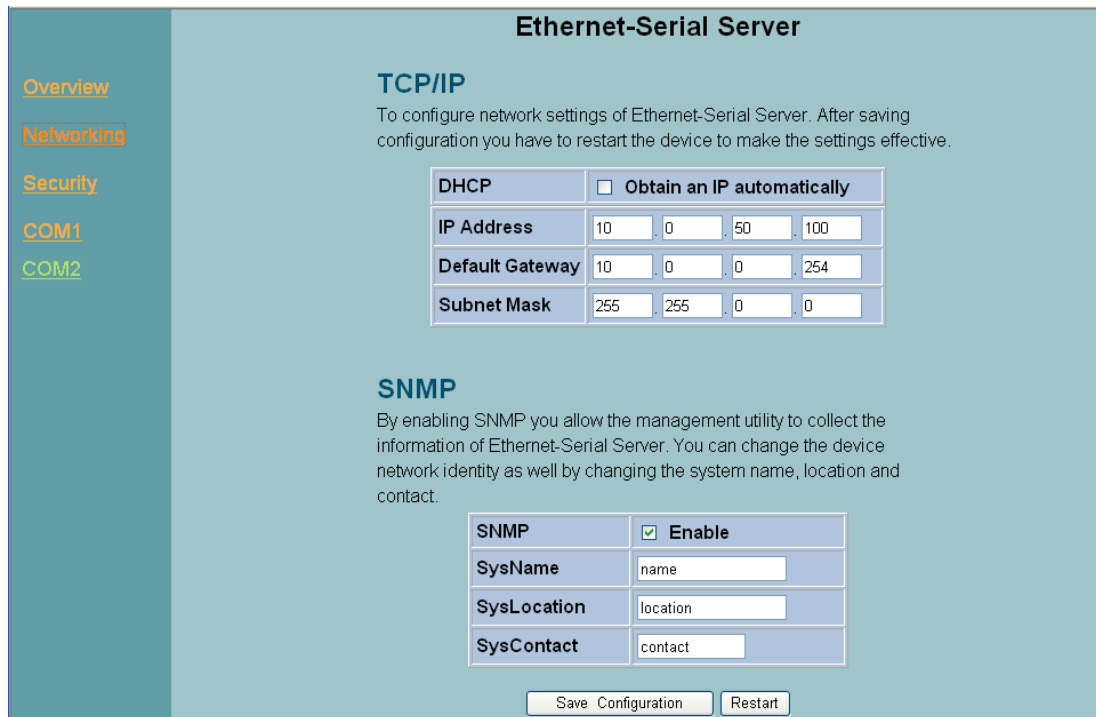 Ethernet-Serial Server
Overview
Networking
Security
COM1
COM2
TCP/IP
To configure network settings of Ethernet-Serial Server. After saving
configuration you have to restart the device to make the settings effective.
DHCP Obtain an IP automatically
IP Address 10 . 0 . 50 . 100
Default Gateway 10 . 0 . 0 . 254
Subnet Mask 255 . 255 . 0 . 0
SNMP
By enabling SNMP you allow the management utility to collect the
information of Ethernet-Serial Server. You can change the device
network identity as well by changing the system name, location and
contact.
SNMP Enable
SysName name
SysLocation location
SysContact contact
Save Configuration Restart